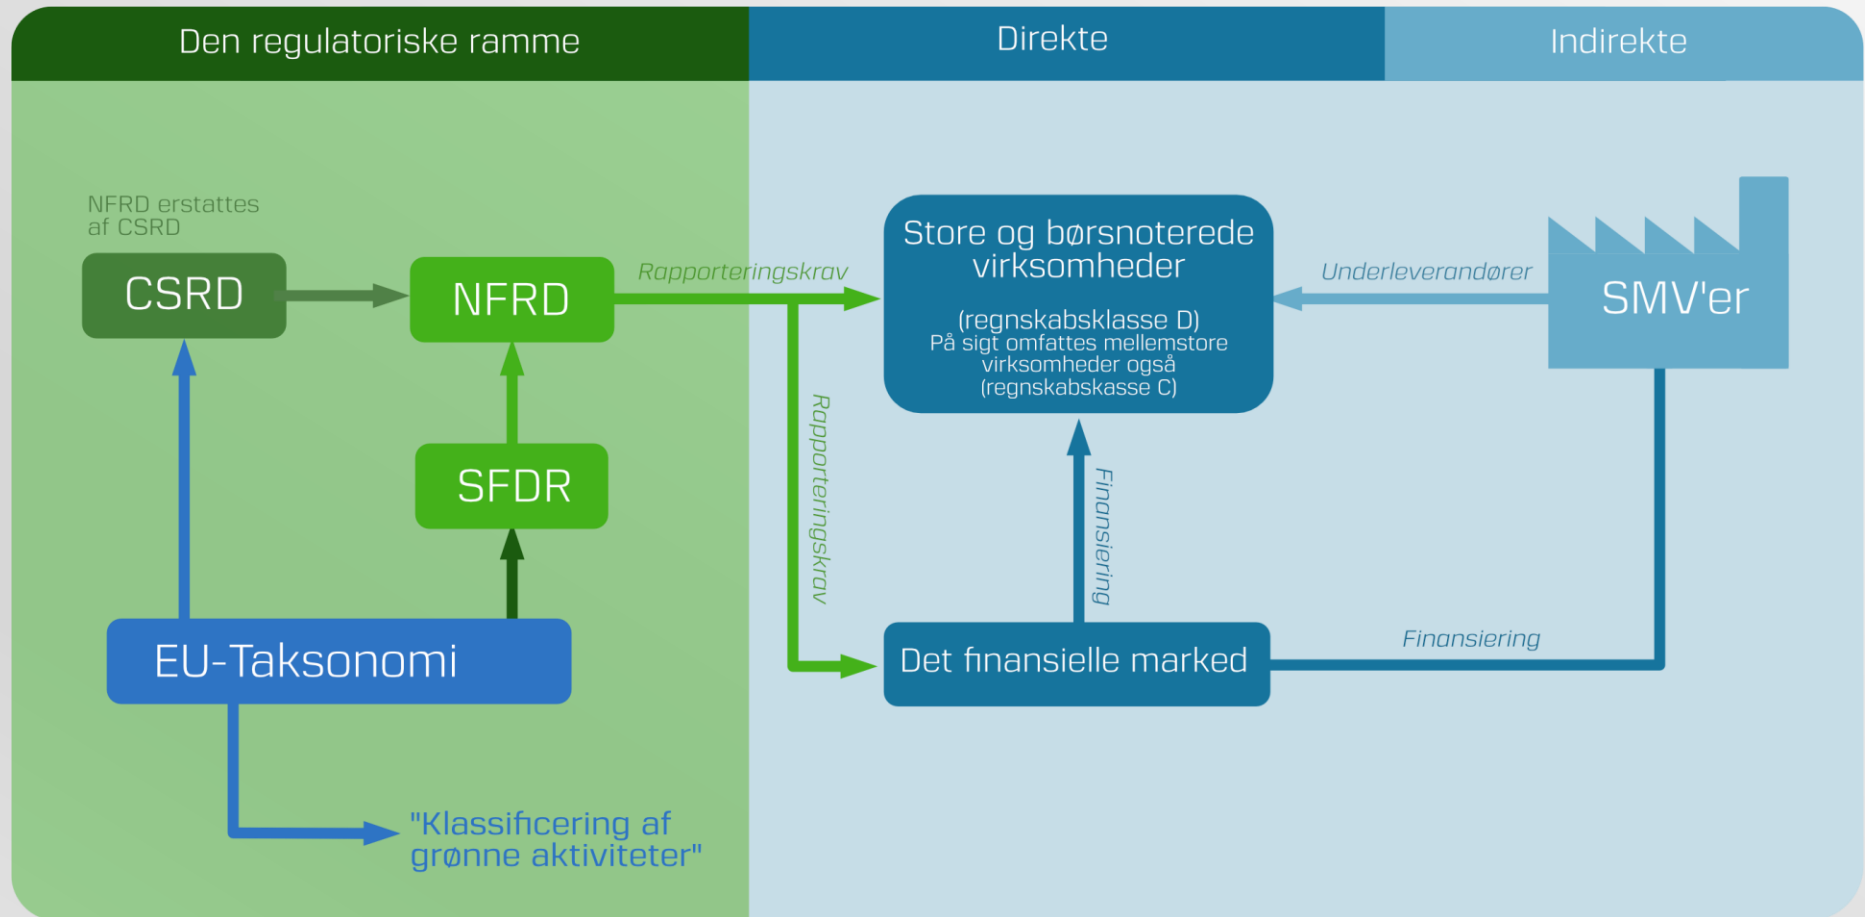 Den regulatoriske ramme
Direkte
Indirekte
NFRD erstattes
af CSRD
CSRD
NFRD
Rapporteringskrav
Store og børsnoterede
virksomheder
(regnskabsklasse D)
På sigt omfattes mellemstore
virksomheder også
(regnskabskasse C)
Underleverandører
SMV'er
SFDR
Rapporteringskrav
Finansiering
EU-Taksonomi
Det finansielle marked
Finansiering
"Klassificering af
grønne aktiviteter"